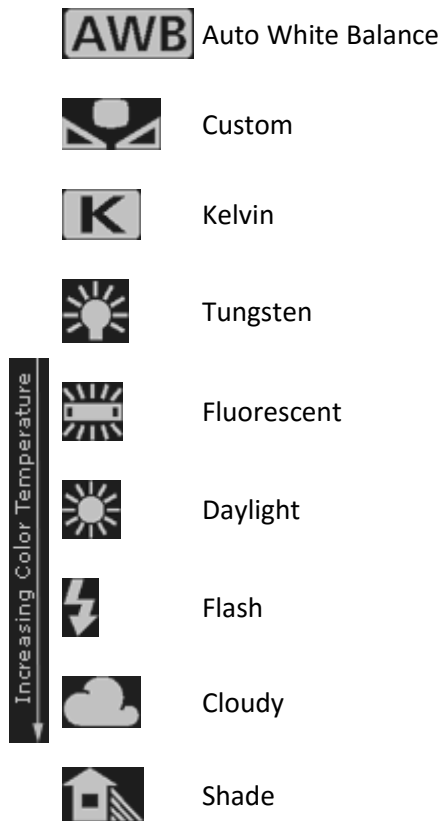 AWB Auto White Balance
Custom
K Kelvin
Tungsten
Fluorescent
Daylight
Flash
Cloudy
Shade
Increasing Color Temperature